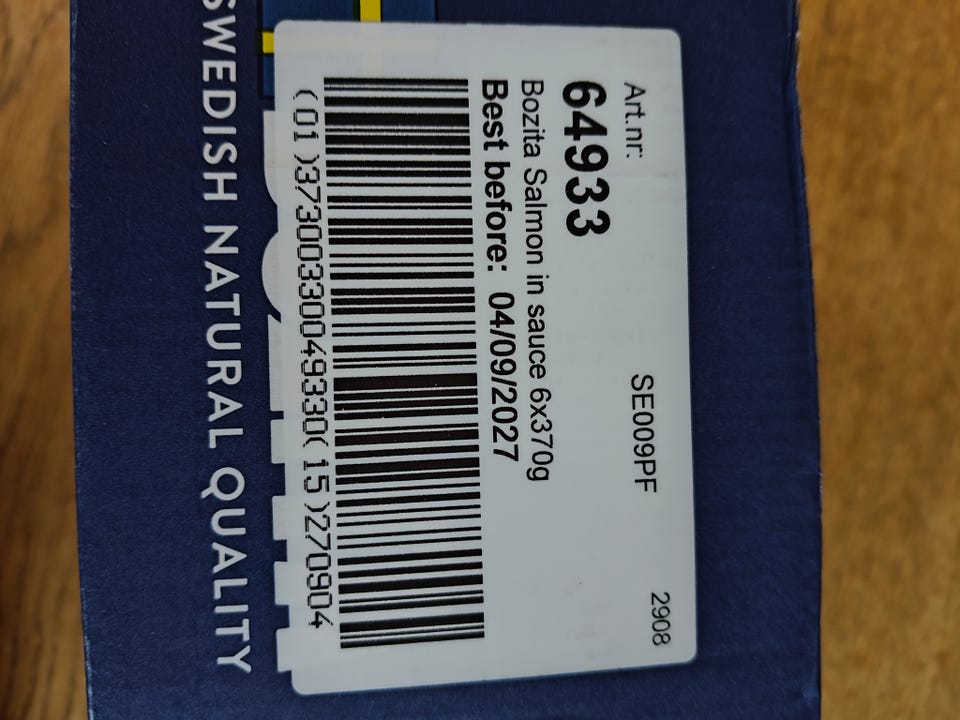 Art.nr: SE009PF 2908
64933
Bozita Salmon in sauce 6x370g
Best before: 04/09/2027
(01)37300330049330(15)270904
SWEDISH NATURAL QUALITY